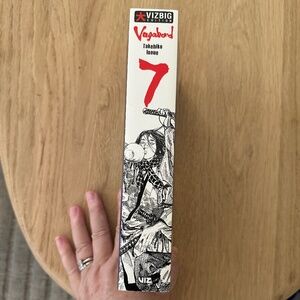 VIZBIG
EDITION
Vagabond
Takehiko
Inoue
7
VIZ